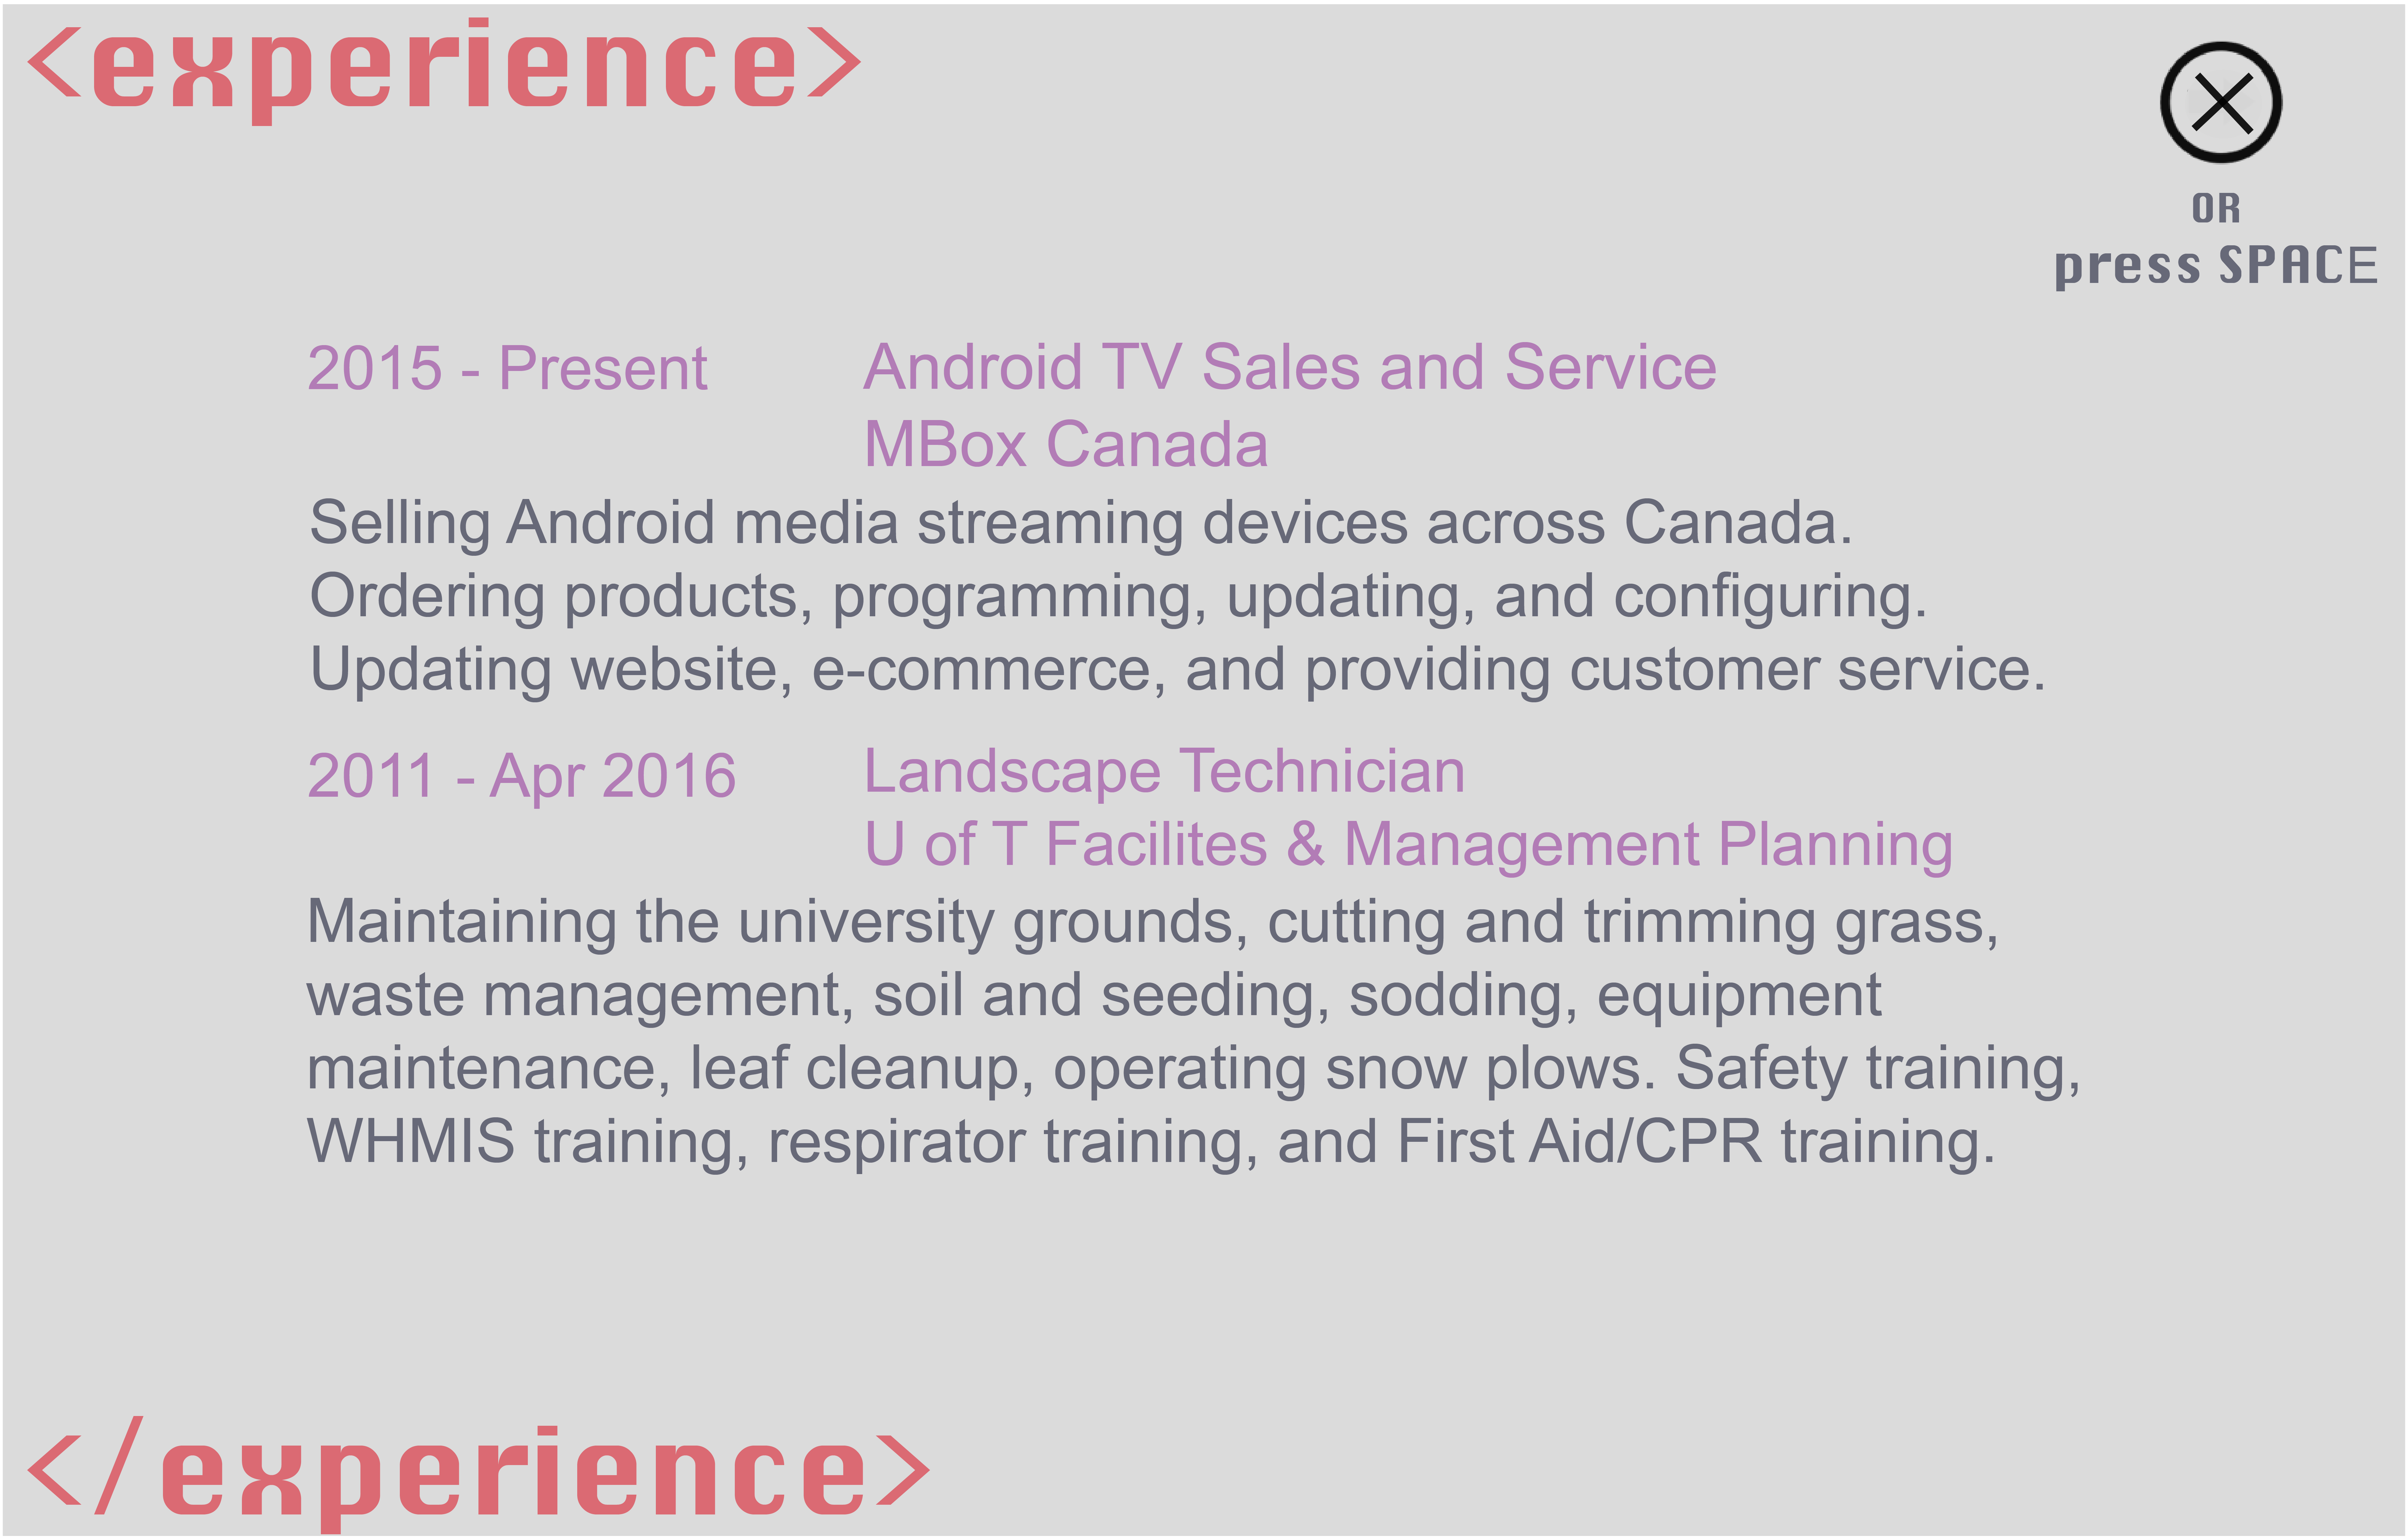 <experience>
OR
press SPACE
2015 - Present Android TV Sales and Service
MBox Canada
Selling Android media streaming devices across Canada.
Ordering products, programming, updating, and configuring.
Updating website, e-commerce, and providing customer service.
2011 - Apr 2016 Landscape Technician
U of T Facilites & Management Planning
Maintaining the university grounds, cutting and trimming grass,
waste management, soil and seeding, sodding, equipment
maintenance, leaf cleanup, operating snow plows. Safety training,
WHMIS training, respirator training, and First Aid/CPR training.
</experience>